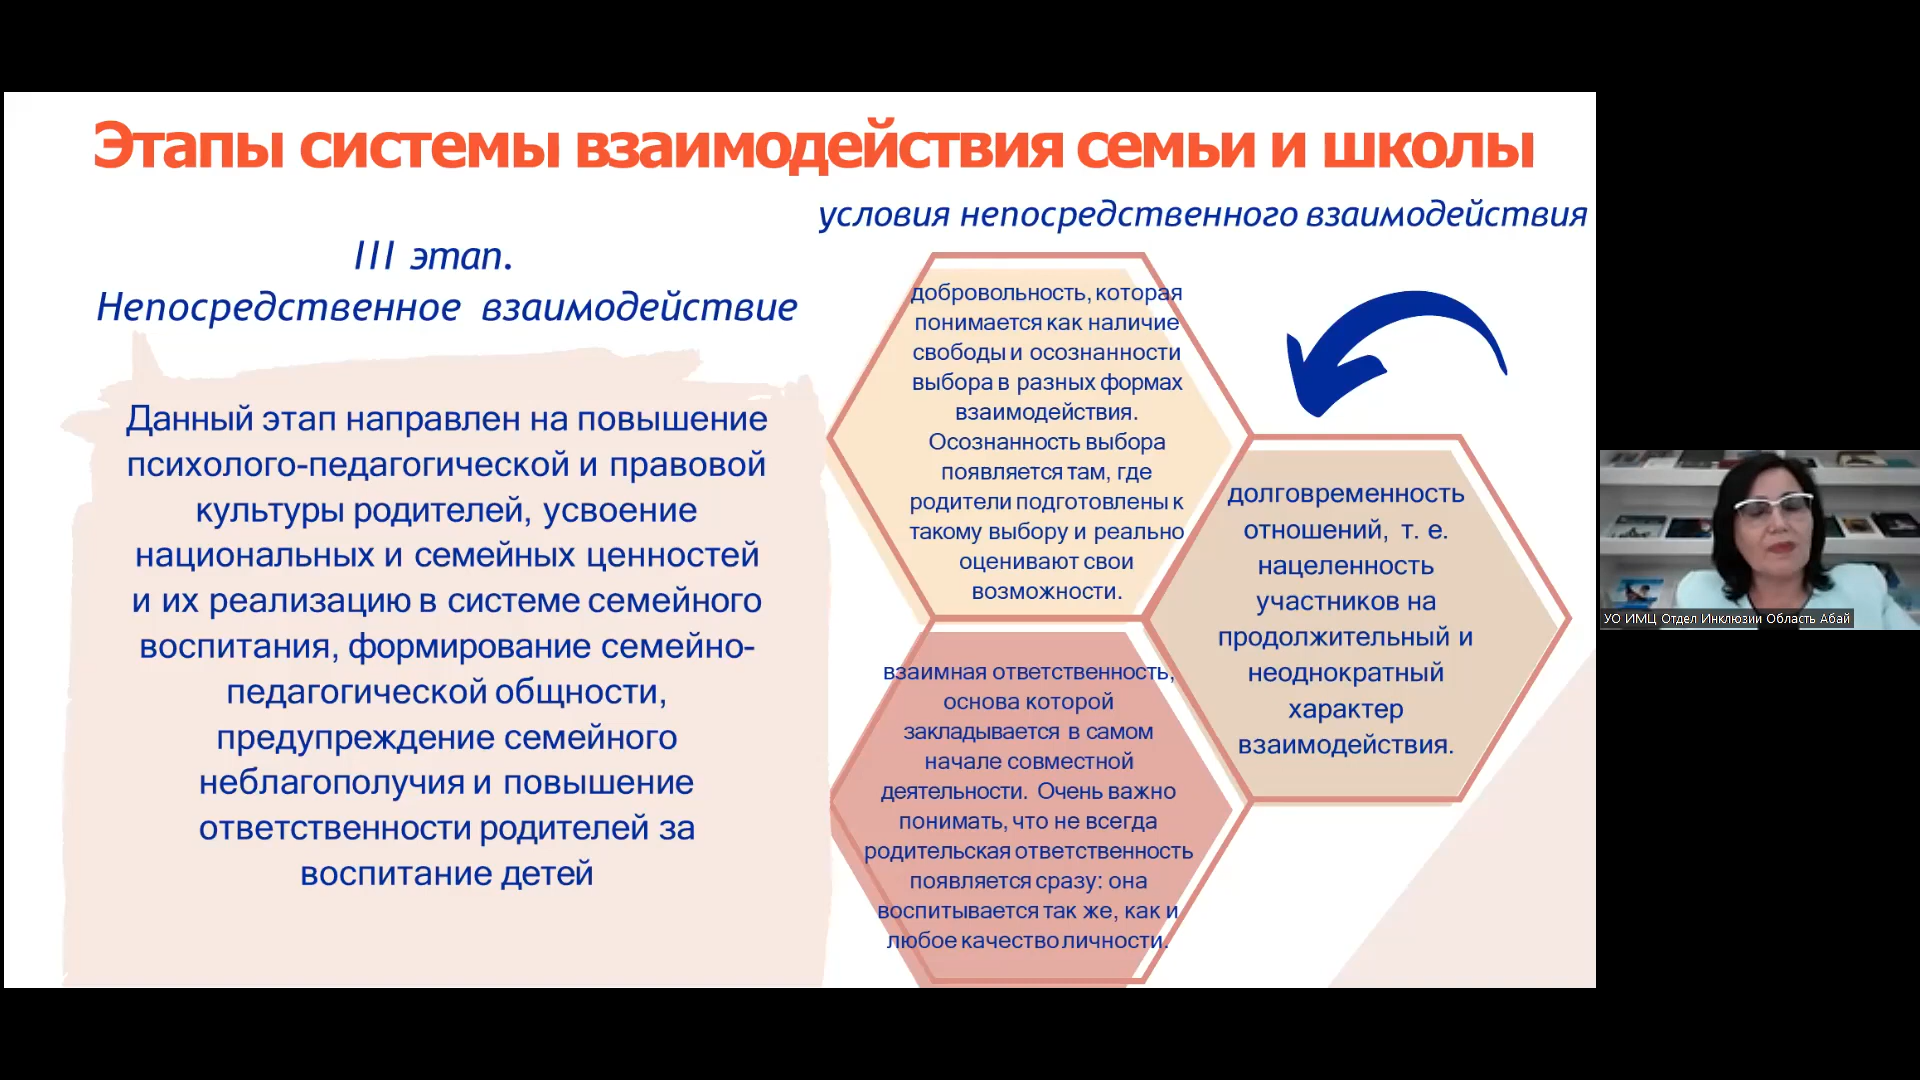 Этапы системы взаимодействия семьи и школы
III этап.
Непосредственное взаимодействие
Данный этап направлен на повышение
психолого-педагогической и правовой
культуры родителей, усвоение
национальных и семейных ценностей
и их реализацию в системе семейного
воспитания, формирование семейно-
педагогической общности,
предупреждение семейного
неблагополучия и повышение
ответственности родителей за
воспитание детей
условия непосредственного взаимодействия
добровольность, которая
понимается как наличие
свободы и осознанности
выбора в разных формах
взаимодействия.
Осознанность выбора
появляется там, где
родители подготовлены к
такому выбору и реально
оценивают свои
возможности.
долговременность
отношений, т. е.
нацеленность
участников на
продолжительный и
неоднократный
характер
взаимодействия.
взаимная ответственность,
основа которой
закладывается в самом
начале совместной
деятельности. Очень важно
понимать, что не всегда
родительская ответственность
появляется сразу: она
воспитывается так же, как и
любое качество личности.
УО ИМЦ Отдел Инклюзии Область Абай